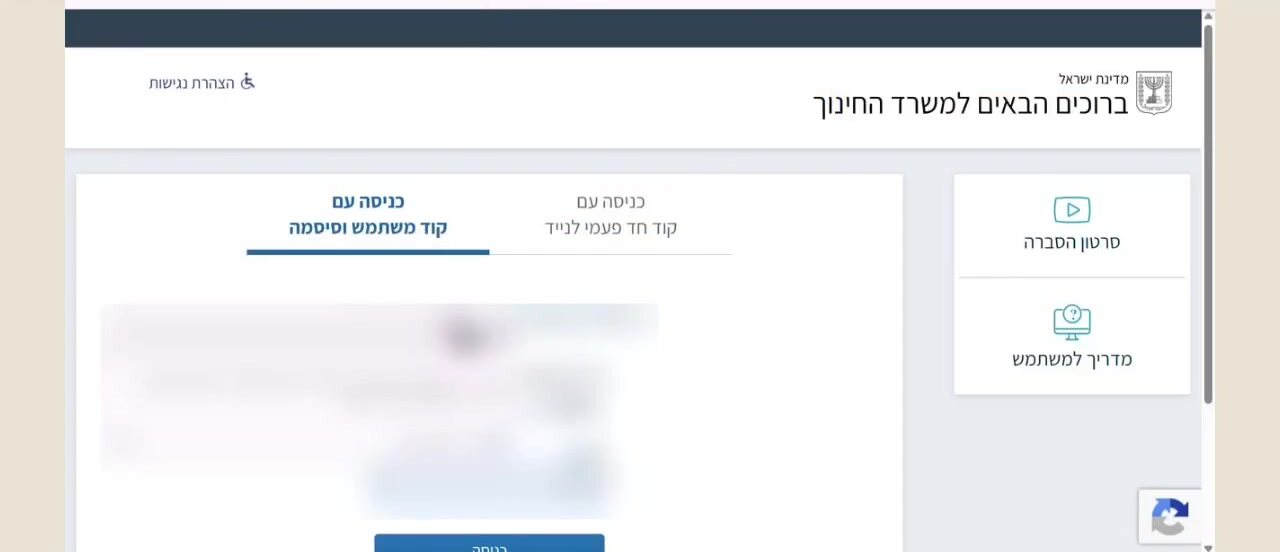 מדינת ישראל
ברוכים הבאים למשרד החינוך
הצהרת נגישות
סרטון הסברה
מדריך למשתמש
כניסה עם
קוד חד פעמי לנייד
כניסה עם
קוד משתמש וסיסמה
כניסה